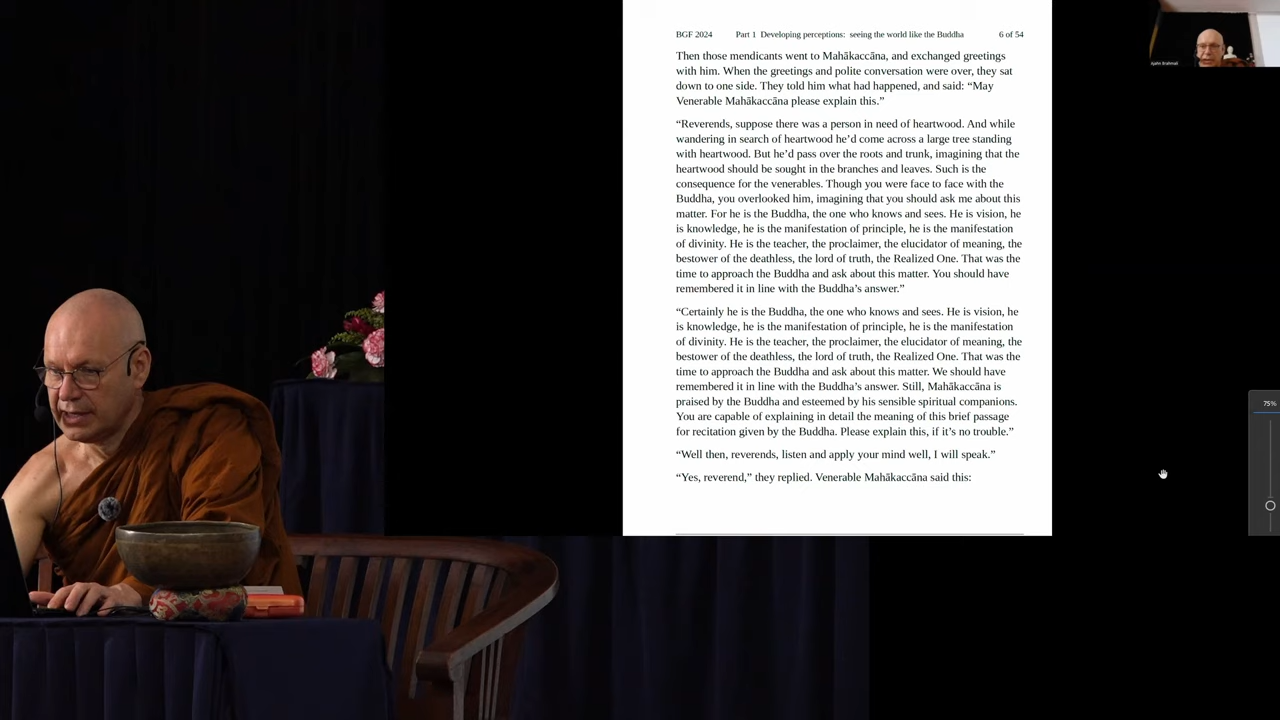 BGF 2024 Part 1 Developing perceptions: seeing the world like the Buddha 6 of 54
Then those mendicants went to Mahākaccāna, and exchanged greetings
with him. When the greetings and polite conversation were over, they sat
down to one side. They told him what had happened, and said: “May
Venerable Mahākaccāna please explain this.”
“Reverends, suppose there was a person in need of heartwood. And while
wandering in search of heartwood he’d come across a large tree standing
with heartwood. But he’d pass over the roots and trunk, imagining that the
heartwood should be sought in the branches and leaves. Such is the
consequence for the venerables. Though you were face to face with the
Buddha, you overlooked him, imagining that you should ask me about this
matter. For he is the Buddha, the one who knows and sees. He is vision, he
is knowledge, he is the manifestation of principle, he is the manifestation
of divinity. He is the teacher, the proclaimer, the elucidator of meaning, the
bestower of the deathless, the lord of truth, the Realized One. That was the
time to approach the Buddha and ask about this matter. You should have
remembered it in line with the Buddha’s answer.”
“Certainly he is the Buddha, the one who knows and sees. He is vision, he
is knowledge, he is the manifestation of principle, he is the manifestation
of divinity. He is the teacher, the proclaimer, the elucidator of meaning, the
bestower of the deathless, the lord of truth, the Realized One. That was the
time to approach the Buddha and ask about this matter. We should have
remembered it in line with the Buddha’s answer. Still, Mahākaccāna is
praised by the Buddha and esteemed by his sensible spiritual companions.
You are capable of explaining in detail the meaning of this brief passage
for recitation given by the Buddha. Please explain this, if it’s no trouble.”
“Well then, reverends, listen and apply your mind well, I will speak.”
“Yes, reverend,” they replied. Venerable Mahākaccāna said this:
Ajahn Brahmali
75%